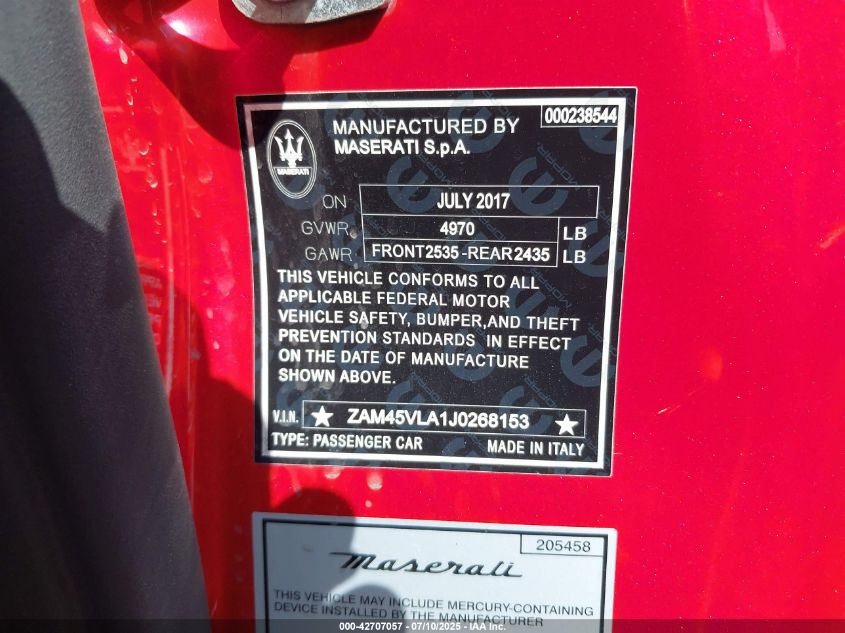 000238544
MANUFACTURED BY
MASERATI S.p.A.
MASERATI
ON JULY 2017
GVWR 4970 LB
GAWR FRONT2535-REAR2435 LB
THIS VEHICLE CONFORMS TO ALL
APPLICABLE FEDERAL MOTOR
VEHICLE SAFETY, BUMPER,AND THEFT
PREVENTION STANDARDS IN EFFECT
ON THE DATE OF MANUFACTURE
SHOWN ABOVE.
V.I.N. ★ ZAM45VLA1J0268153 ★
TYPE: PASSENGER CAR MADE IN ITALY
205458
Maserati
THIS VEHICLE MAY INCLUDE MERCURY-CONTAINING
DEVICE INSTALLED BY THE MANUFACTURER
000-42707057 - 07/10/2025 - IAA Inc.